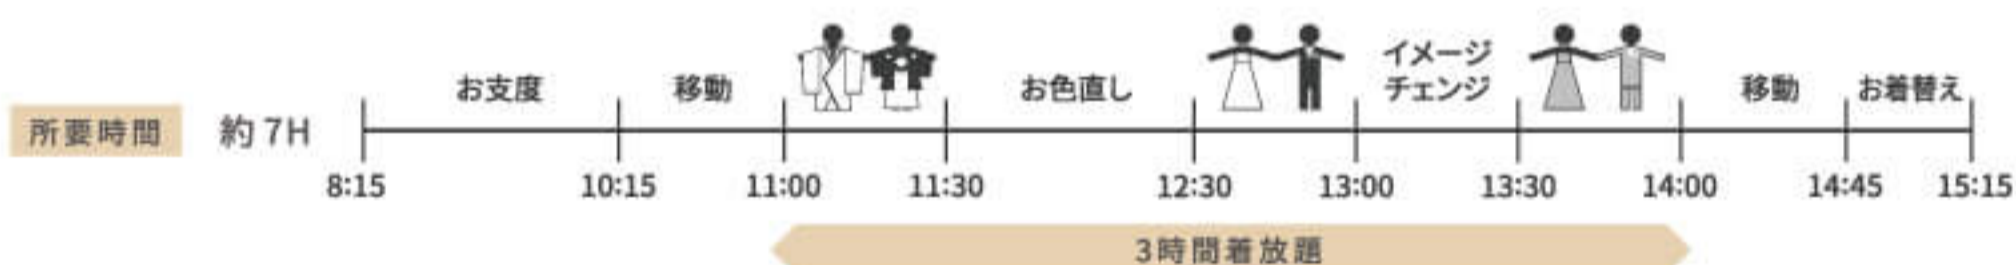 イメージ
お支度 移動 お色直し チェンジ 移動 お着替え
所要時間 約7H
8:15 10:15 11:00 11:30 12:30 13:00 13:30 14:00 14:45 15:15
3時間着放題